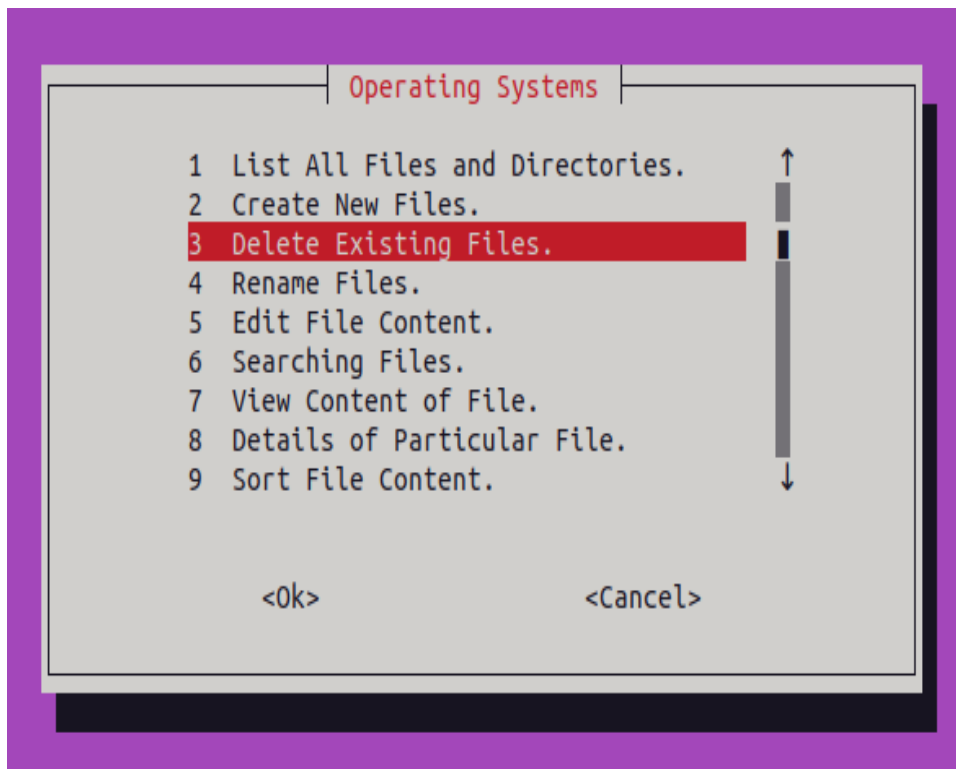 Operating Systems
1 List All Files and Directories.
2 Create New Files.
3 Delete Existing Files.
4 Rename Files.
5 Edit File Content.
6 Searching Files.
7 View Content of File.
8 Details of Particular File.
9 Sort File Content.
<Ok> <Cancel>